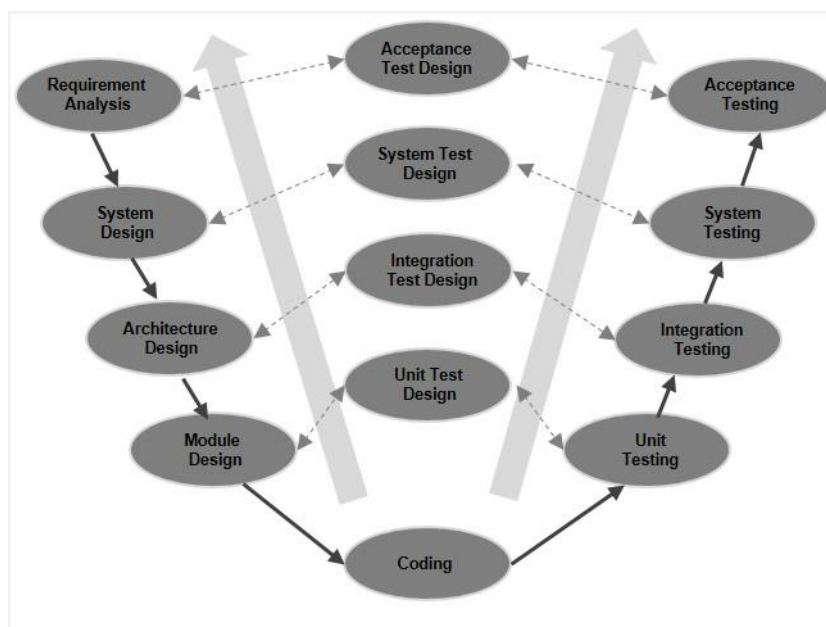 Acceptance
Test Design
Requirement
Analysis
Acceptance
Testing
System Test
Design
System
Design
System
Testing
Integration
Test Design
Architecture
Design
Integration
Testing
Unit Test
Design
Module
Design
Unit
Testing
Coding